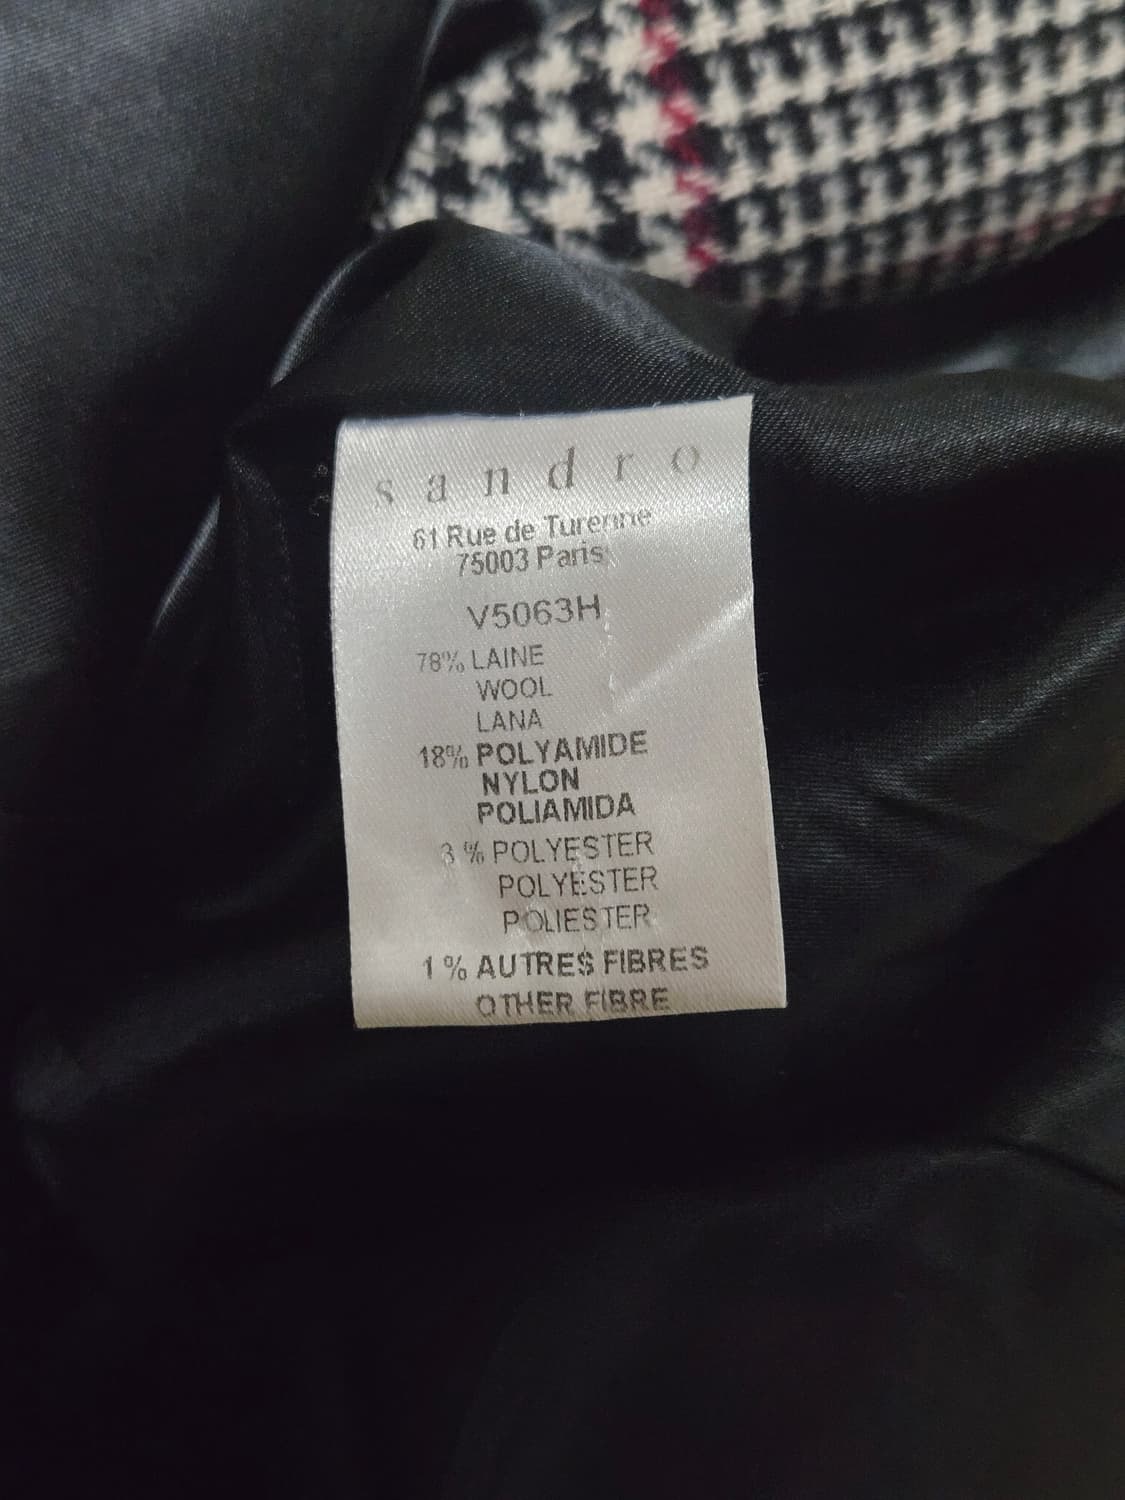 sandro
61 Rue de Turenne
75003 Paris
V5063H
78% LAINE
WOOL
LANA
18% POLYAMIDE
NYLON
POLIAMIDA
3 % POLYESTER
POLYESTER
POLIESTER
1 % AUTRES FIBRES
OTHER FIBRE